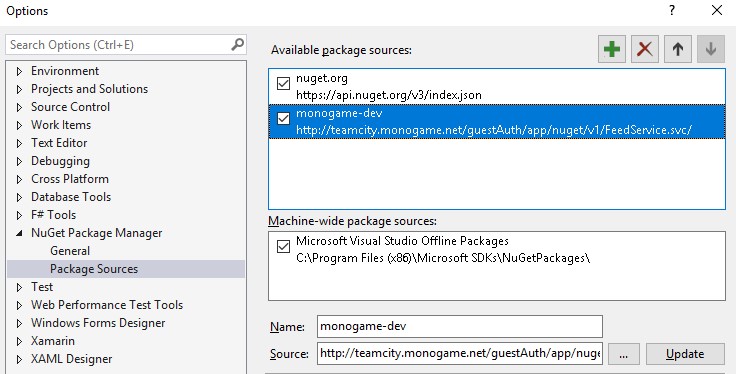 Options
?
Search Options (Ctrl+E)
Environment
Projects and Solutions
Source Control
Work Items
Text Editor
Debugging
Cross Platform
Database Tools
F# Tools
NuGet Package Manager
General
Package Sources
Test
Web Performance Test Tools
Windows Forms Designer
Xamarin
XAML Designer
Available package sources:
nuget.org
https://api.nuget.org/v3/index.json
monogame-dev
http://teamcity.monogame.net/guestAuth/app/nuget/v1/FeedService.svc/
Machine-wide package sources:
Microsoft Visual Studio Offline Packages
C:\Program Files (x86)\Microsoft SDKs\NuGetPackages\
Name: monogame-dev
Source: http://teamcity.monogame.net/guestAuth/app/nuge ... Update